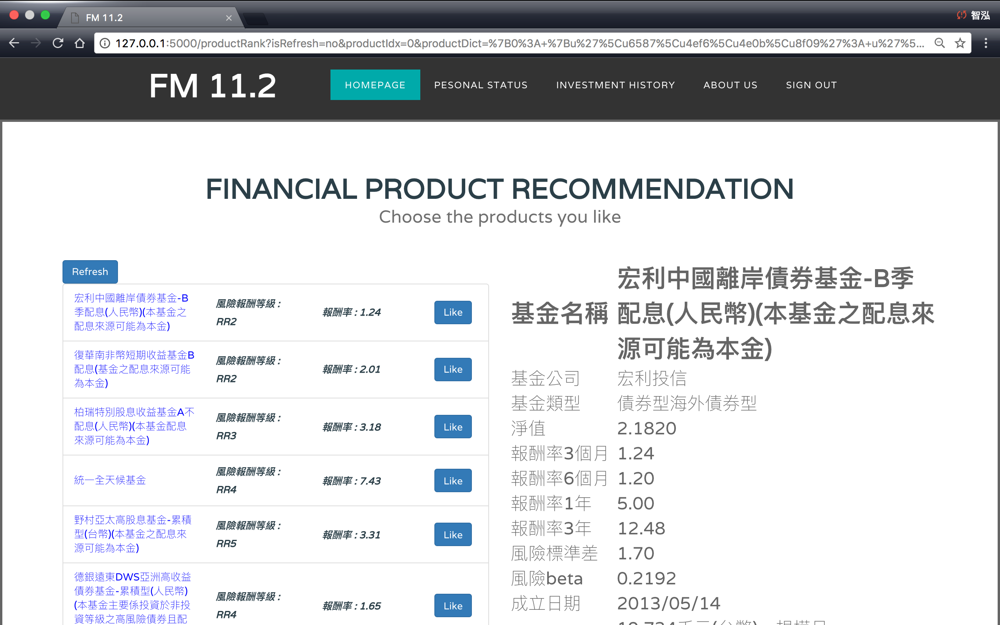 FM 11.2
智泓
127.0.0.1:5000/productRank?isRefresh=no&productIdx=0&productDict=%7B0%3A+%7Bu%27%5Cu6587%5Cu4ef6%5Cu4e0b%5Cu8f09%27%3A+u%27%5...
FM 11.2
HOMEPAGE
PESONAL STATUS
INVESTMENT HISTORY
ABOUT US
SIGN OUT
FINANCIAL PRODUCT RECOMMENDATION
Choose the products you like
Refresh
宏利中國離岸債券基金-B
季配息(人民幣)(本基金之
配息來源可能為本金)
風險報酬等級 :
RR2
報酬率 : 1.24
Like
復華南非幣短期收益基金B
配息(基金之配息來源可能
為本金)
風險報酬等級 :
RR2
報酬率 : 2.01
Like
柏瑞特別股息收益基金A不
配息(人民幣)(本基金配息
來源可能為本金)
風險報酬等級 :
RR3
報酬率 : 3.18
Like
統一全天候基金
風險報酬等級 :
RR4
報酬率 : 7.43
Like
野村亞太高股息基金-累積
型(台幣)(本基金之配息來
源可能為本金)
風險報酬等級 :
RR5
報酬率 : 3.31
Like
德銀遠東DWS亞洲高收益
債券基金-累積型(人民幣)
(本基金主要係投資於非投
資等級之高風險債券且配
風險報酬等級 :
RR4
報酬率 : 1.65
Like
基金名稱
宏利中國離岸債券基金-B季
配息(人民幣)(本基金之配息來
源可能為本金)
基金公司 宏利投信
基金類型 債券型海外債券型
淨值 2.1820
報酬率3個月 1.24
報酬率6個月 1.20
報酬率1年 5.00
報酬率3年 12.48
風險標準差 1.70
風險beta 0.2192
成立日期 2013/05/14